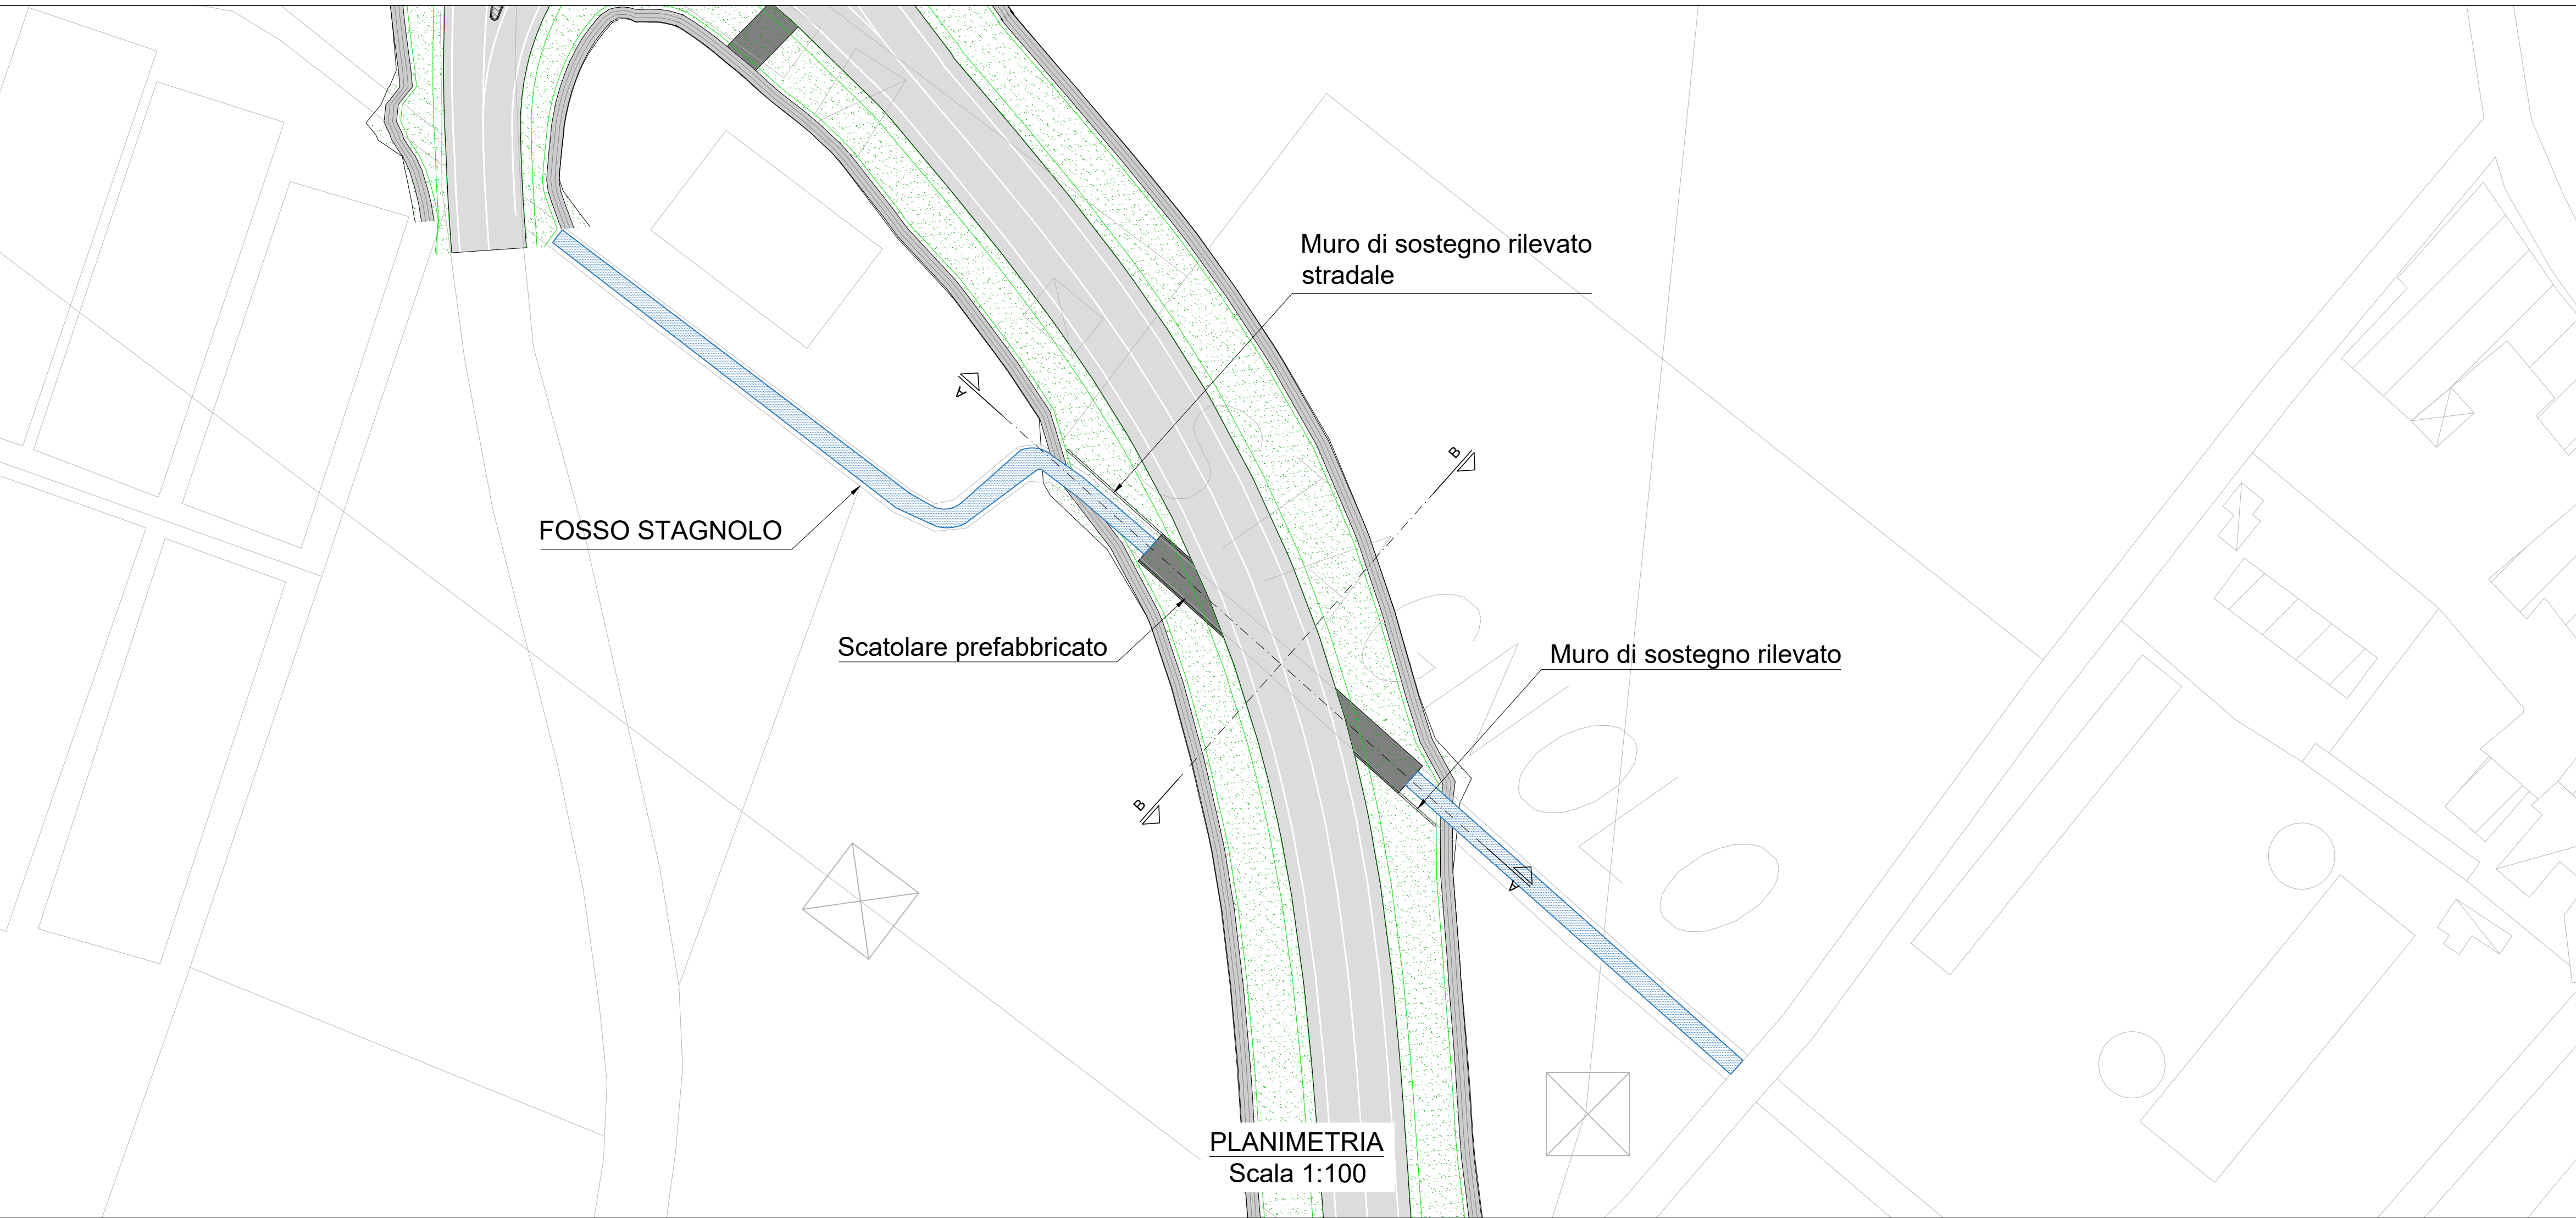 Muro di sostegno rilevato
stradale
A
B
FOSSO STAGNOLO
Scatolare prefabbricato
Muro di sostegno rilevato
B
A
PLANIMETRIA
Scala 1:100